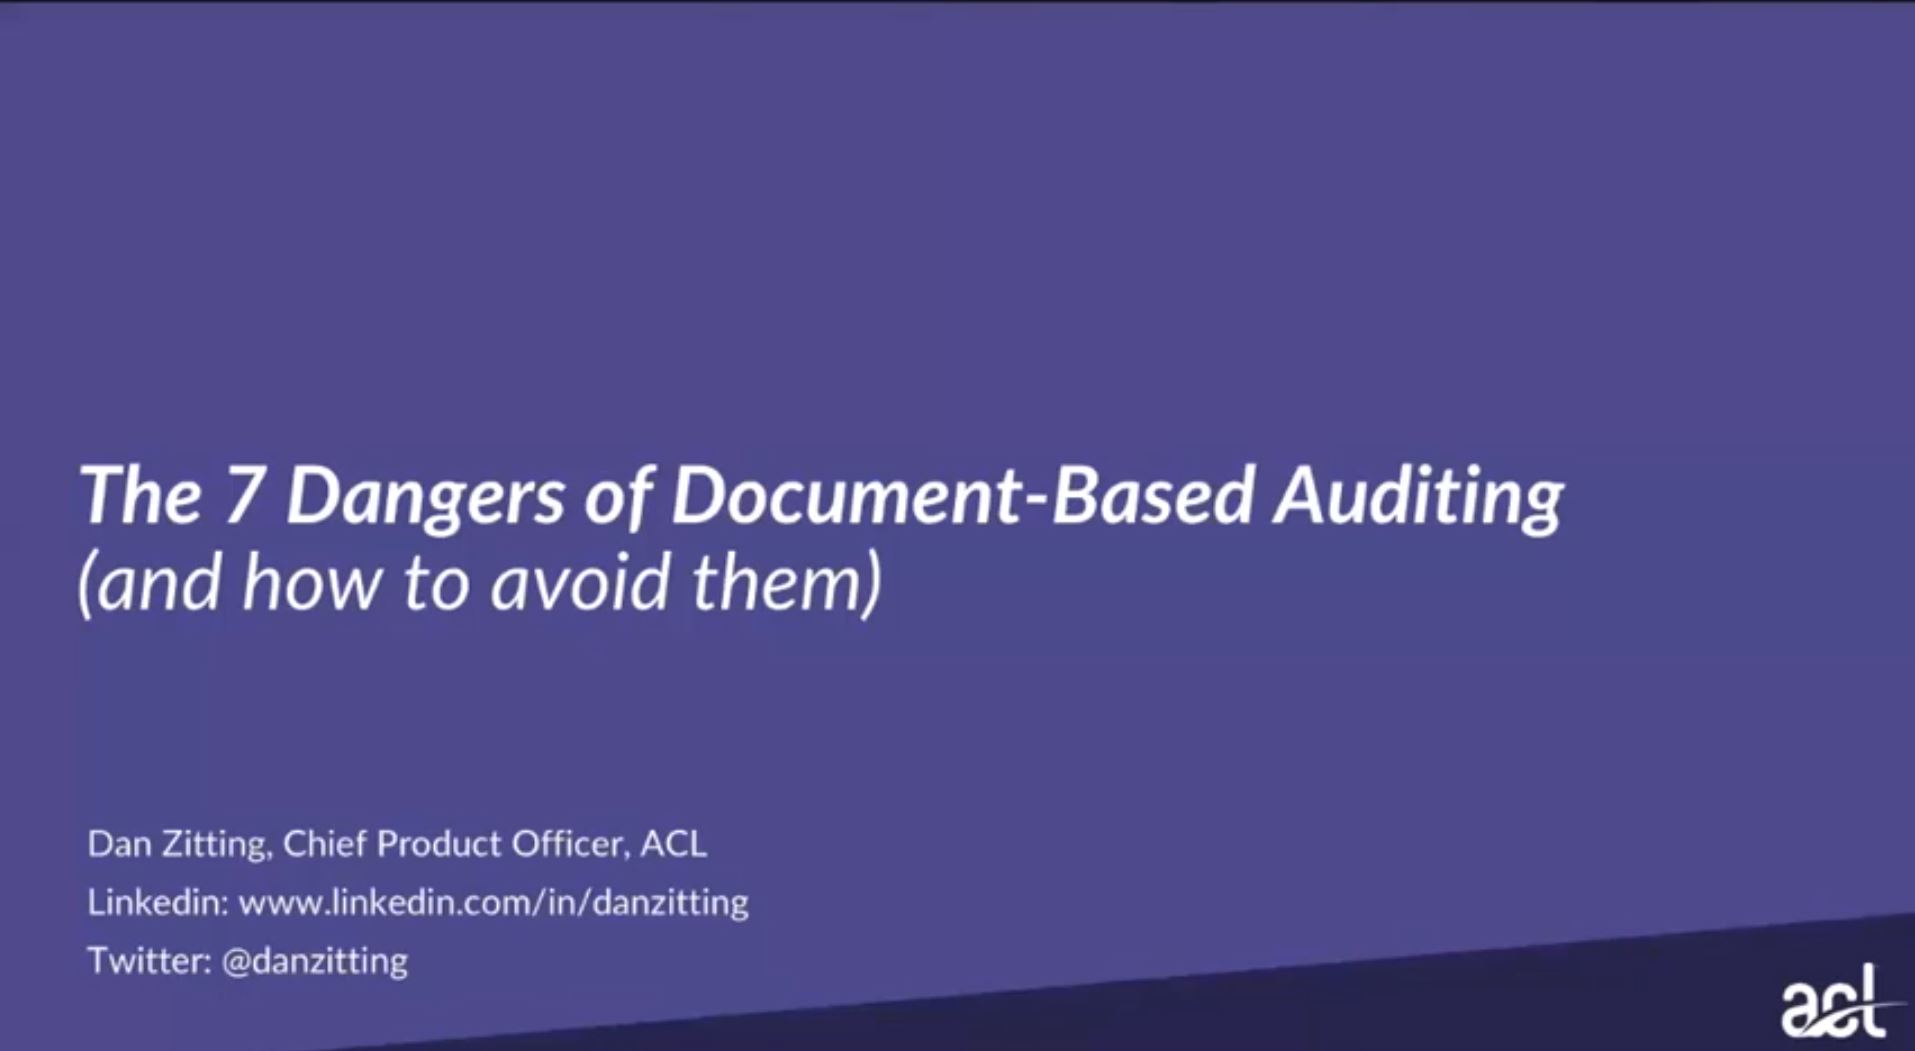 The 7 Dangers of Document-Based Auditing
(and how to avoid them)
Dan Zitting, Chief Product Officer, ACL
Linkedin: www.linkedin.com/in/danzitting
Twitter: @danzitting
acl